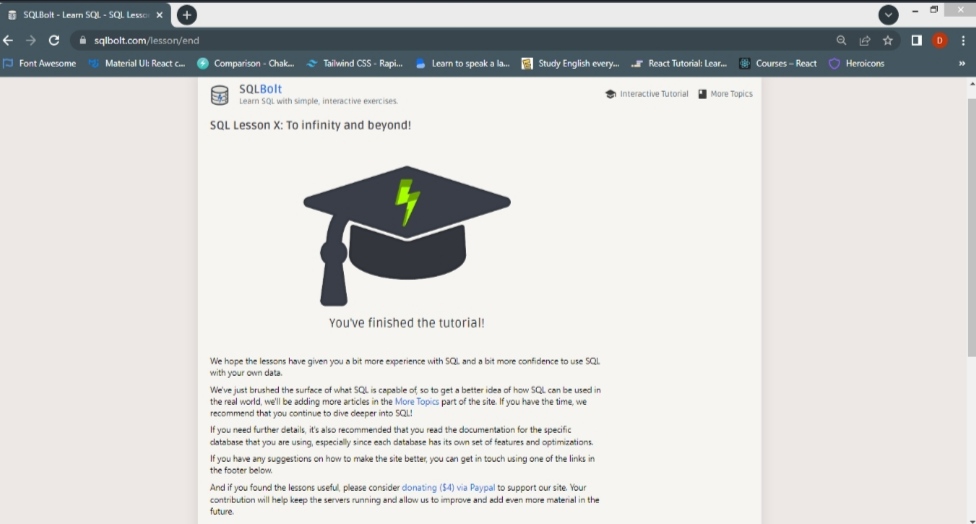 SQLBolt - Learn SQL - SQL Lesso
sqlbolt.com/lesson/end
D
Font Awesome Material UI: React c... Comparison - Chak... Tailwind CSS - Rapi... Learn to speak a la... Study English every... React Tutorial: Lear... Courses – React Heroicons »
SQLBolt
Learn SQL with simple, interactive exercises.
Interactive Tutorial More Topics
SQL Lesson X: To infinity and beyond!
You've finished the tutorial!
We hope the lessons have given you a bit more experience with SQL and a bit more confidence to use SQL
with your own data.
We've just brushed the surface of what SQL is capable of, so to get a better idea of how SQL can be used in
the real world, we'll be adding more articles in the More Topics part of the site. If you have the time, we
recommend that you continue to dive deeper into SQL!
If you need further details, it's also recommended that you read the documentation for the specific
database that you are using, especially since each database has its own set of features and optimizations.
If you have any suggestions on how to make the site better, you can get in touch using one of the links in
the footer below.
And if you found the lessons useful, please consider donating ($4) via Paypal to support our site. Your
contribution will help keep the servers running and allow us to improve and add even more material in the
future.